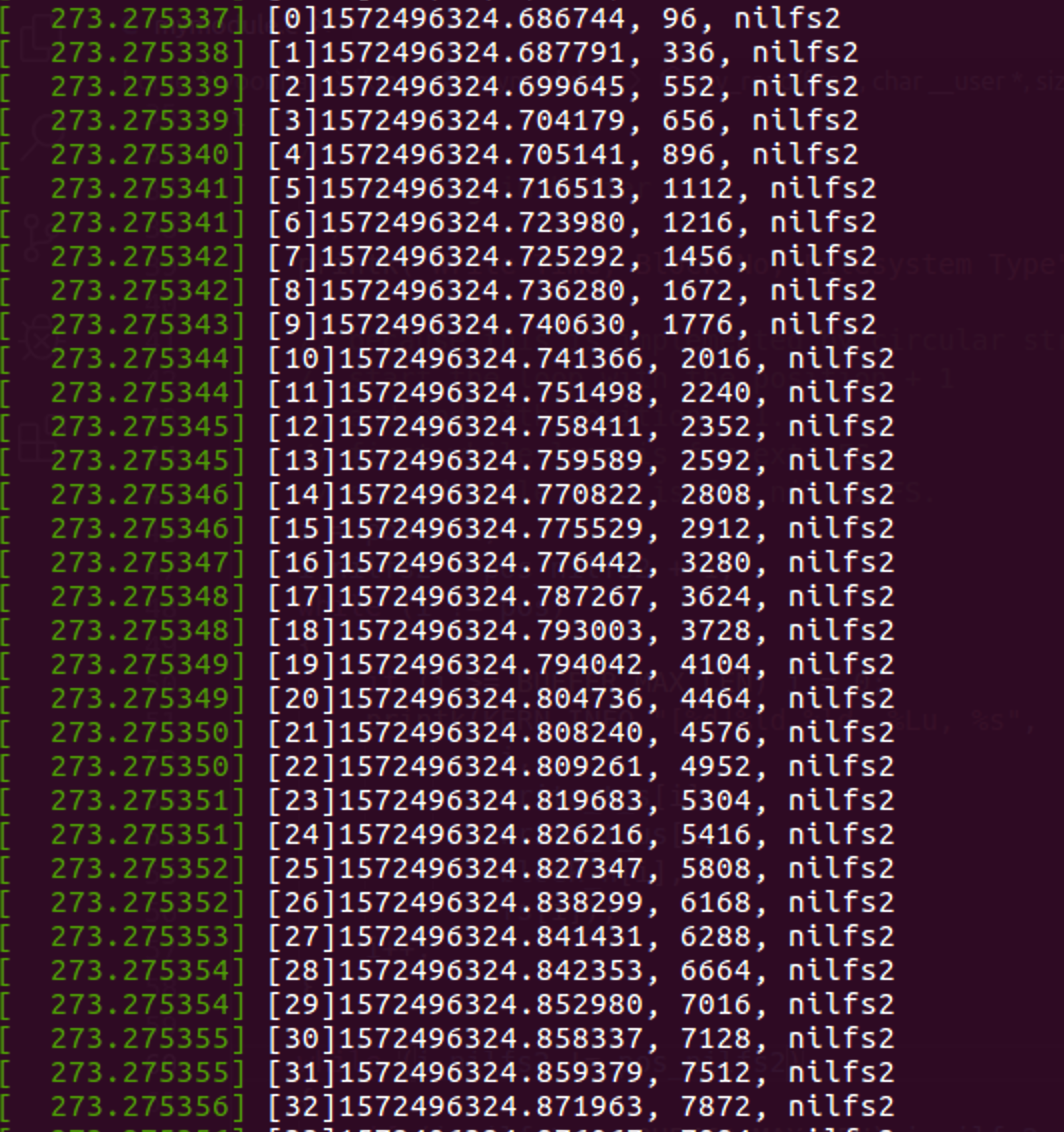 [  273.275337] [0]1572496324.686744, 96, nilfs2
[  273.275338] [1]1572496324.687791, 336, nilfs2
[  273.275339] [2]1572496324.699645, 552, nilfs2
[  273.275339] [3]1572496324.704179, 656, nilfs2
[  273.275340] [4]1572496324.705141, 896, nilfs2
[  273.275341] [5]1572496324.716513, 1112, nilfs2
[  273.275341] [6]1572496324.723980, 1216, nilfs2
[  273.275342] [7]1572496324.725292, 1456, nilfs2
[  273.275342] [8]1572496324.736280, 1672, nilfs2
[  273.275343] [9]1572496324.740630, 1776, nilfs2
[  273.275344] [10]1572496324.741366, 2016, nilfs2
[  273.275344] [11]1572496324.751498, 2240, nilfs2
[  273.275345] [12]1572496324.758411, 2352, nilfs2
[  273.275345] [13]1572496324.759589, 2592, nilfs2
[  273.275346] [14]1572496324.770822, 2808, nilfs2
[  273.275346] [15]1572496324.775529, 2912, nilfs2
[  273.275347] [16]1572496324.776442, 3280, nilfs2
[  273.275348] [17]1572496324.787267, 3624, nilfs2
[  273.275348] [18]1572496324.793003, 3728, nilfs2
[  273.275349] [19]1572496324.794042, 4104, nilfs2
[  273.275349] [20]1572496324.804736, 4464, nilfs2
[  273.275350] [21]1572496324.808240, 4576, nilfs2
[  273.275350] [22]1572496324.809261, 4952, nilfs2
[  273.275351] [23]1572496324.819683, 5304, nilfs2
[  273.275351] [24]1572496324.826216, 5416, nilfs2
[  273.275352] [25]1572496324.827347, 5808, nilfs2
[  273.275352] [26]1572496324.838299, 6168, nilfs2
[  273.275353] [27]1572496324.841431, 6288, nilfs2
[  273.275354] [28]1572496324.842353, 6664, nilfs2
[  273.275354] [29]1572496324.852980, 7016, nilfs2
[  273.275355] [30]1572496324.858337, 7128, nilfs2
[  273.275355] [31]1572496324.859379, 7512, nilfs2
[  273.275356] [32]1572496324.871963, 7872, nilfs2